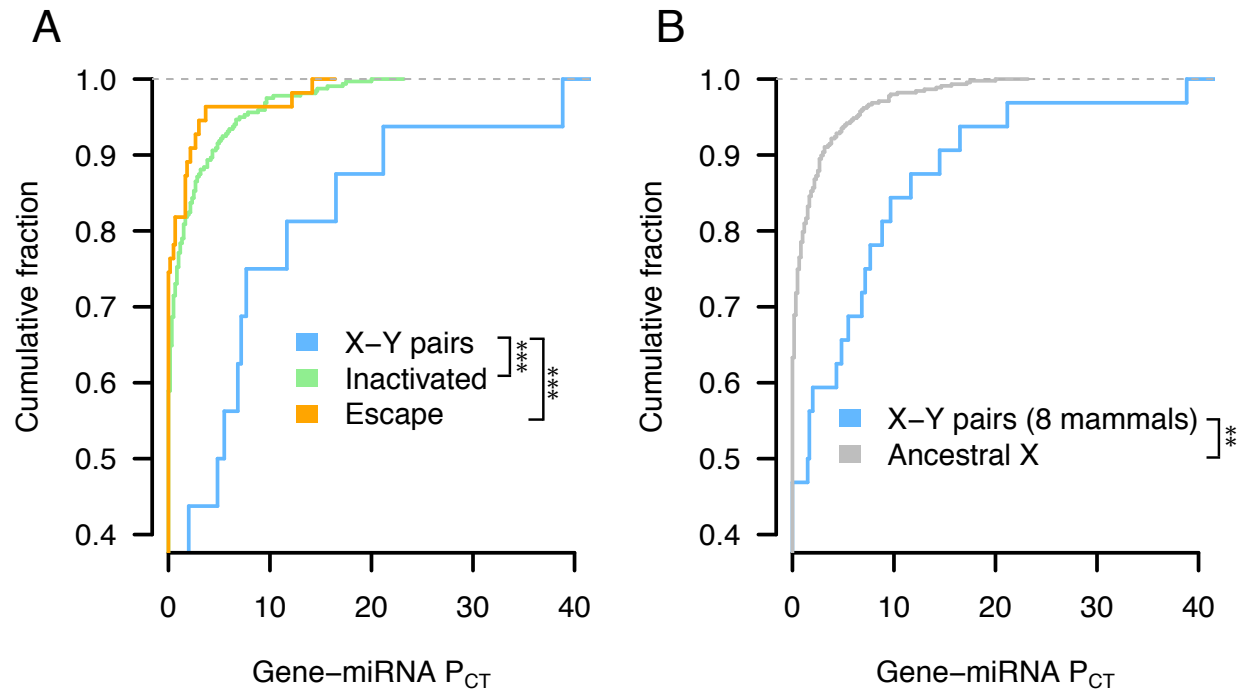 A
Cumulative fraction
1.0
0.9
0.8
0.7
0.6
0.5
0.4
X−Y pairs
Inactivated
Escape
***
***
0 10 20 30 40
Gene−miRNA PCT
B
Cumulative fraction
1.0
0.9
0.8
0.7
0.6
0.5
0.4
X−Y pairs (8 mammals)
Ancestral X
**
0 10 20 30 40
Gene−miRNA PCT